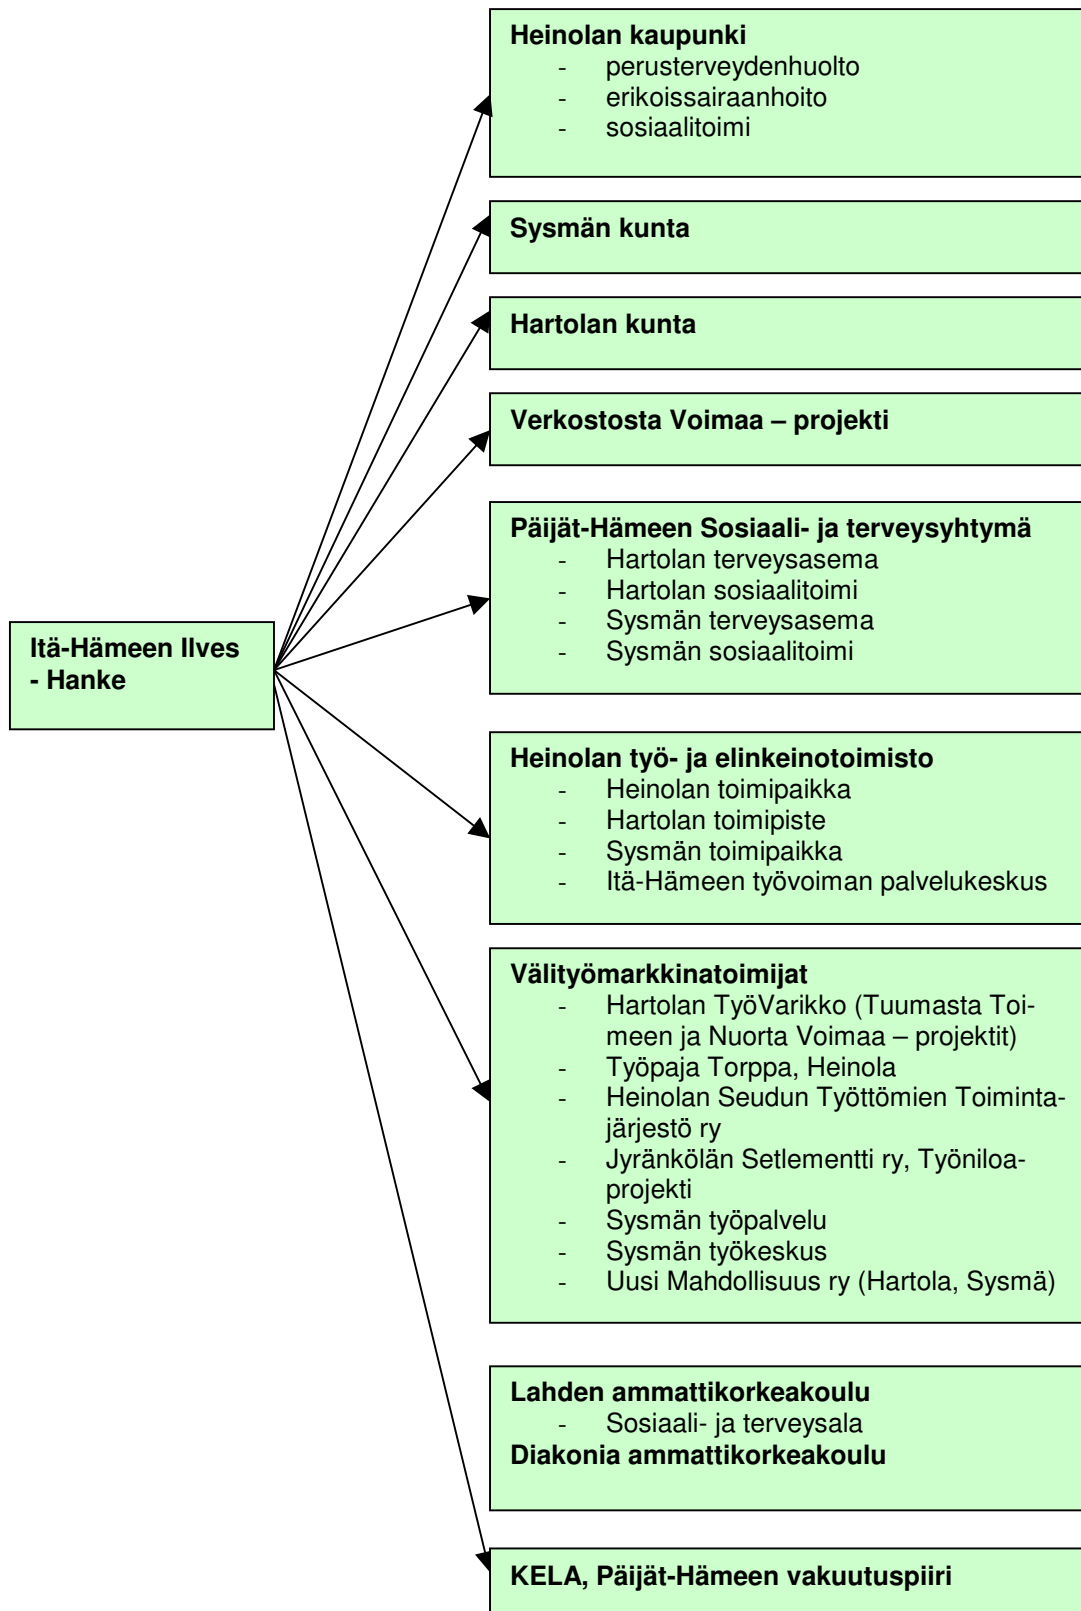 Heinolan kaupunki
- perusterveydenhuolto
- erikoissairaanhoito
- sosiaalitoimi
Sysmän kunta
Hartolan kunta
Verkostosta Voimaa – projekti
Päijät-Hämeen Sosiaali- ja terveysyhtymä
- Hartolan terveysasema
- Hartolan sosiaalitoimi
- Sysmän terveysasema
- Sysmän sosiaalitoimi
Itä-Hämeen Ilves
- Hanke
Heinolan työ- ja elinkeinotoimisto
- Heinolan toimipaikka
- Hartolan toimipiste
- Sysmän toimipaikka
- Itä-Hämeen työvoiman palvelukeskus
Välityömarkkinatoimijat
- Hartolan TyöVarikko (Tuumasta Toi-
meen ja Nuorta Voimaa – projektit)
- Työpaja Torppa, Heinola
- Heinolan Seudun Työttömien Toiminta-
järjestö ry
- Jyränkölän Setlementti ry, Työniloa-
projekti
- Sysmän työpalvelu
- Sysmän työkeskus
- Uusi Mahdollisuus ry (Hartola, Sysmä)
Lahden ammattikorkeakoulu
- Sosiaali- ja terveysala
Diakonia ammattikorkeakoulu
KELA, Päijät-Hämeen vakuutuspiiri